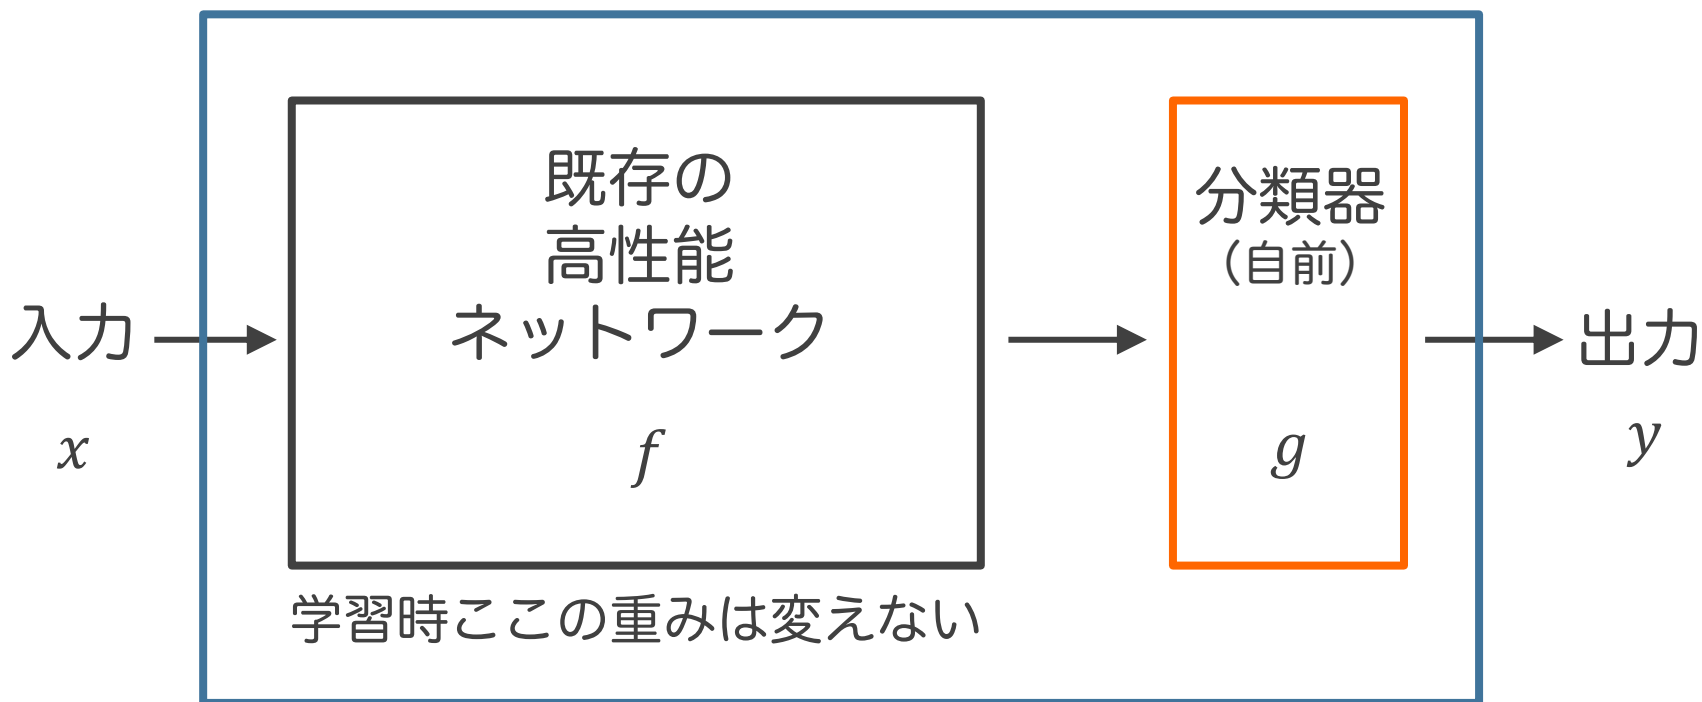 入力
x
既存の
高性能
ネットワーク
f
学習時ここの重みは変えない
分類器
（自前）
g
出力
y